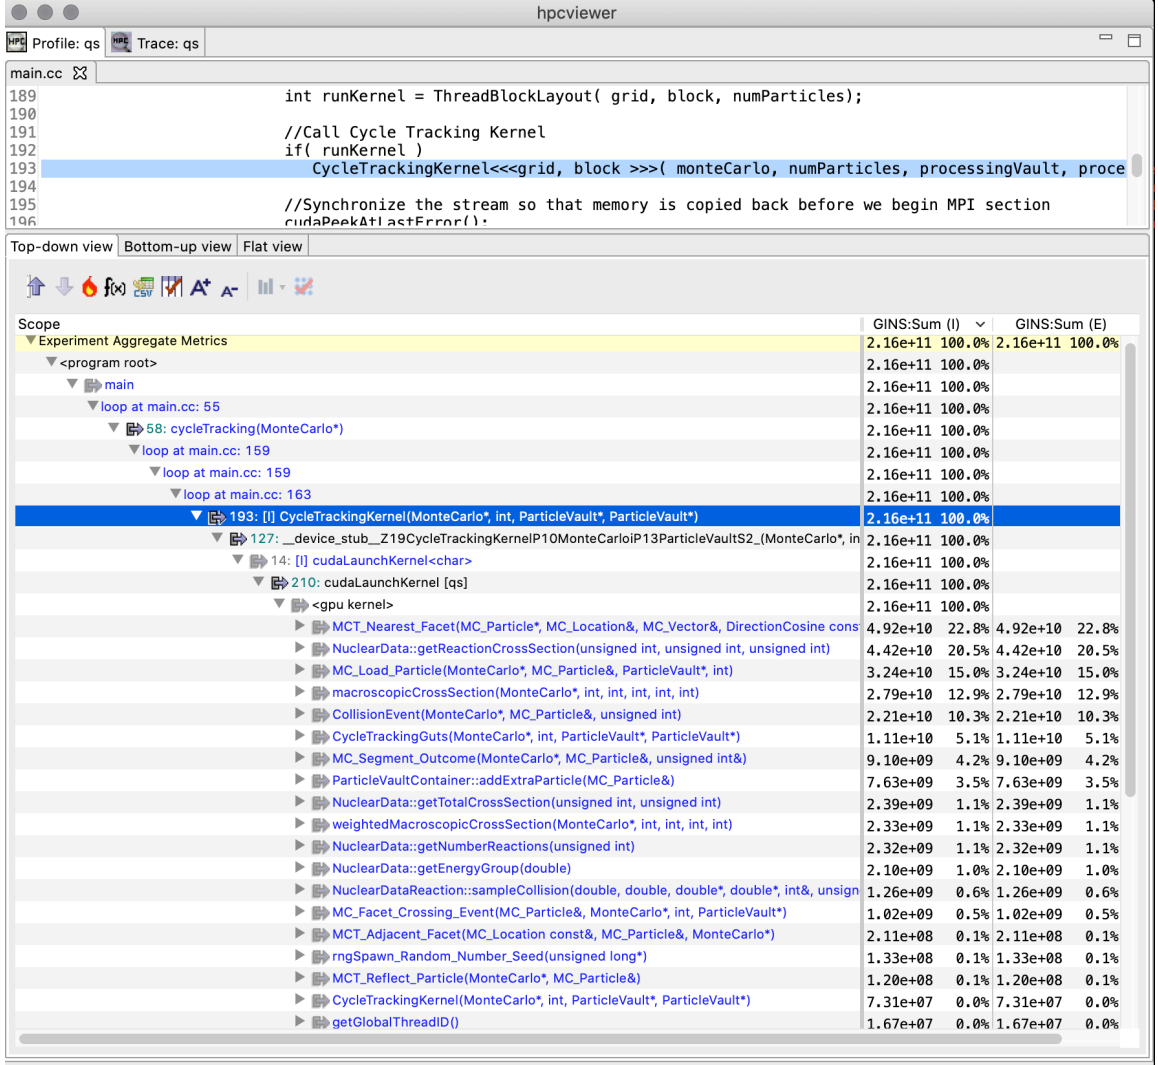 hpcviewer
Profile: qs Trace: qs
main.cc
189 int runKernel = ThreadBlockLayout( grid, block, numParticles);
190
191 //Call Cycle Tracking Kernel
192 if( runKernel )
193 CycleTrackingKernel<<<grid, block >>>( monteCarlo, numParticles, processingVault, proce
194
195 //Synchronize the stream so that memory is copied back before we begin MPI section
196 cudaPeekAtLastError();
Top-down view Bottom-up view Flat view
f(x) CSV A+ A-
Scope GINS:Sum (I) GINS:Sum (E)
Experiment Aggregate Metrics 2.16e+11 100.0% 2.16e+11 100.0%
<program root> 2.16e+11 100.0%
main 2.16e+11 100.0%
loop at main.cc: 55 2.16e+11 100.0%
58: cycleTracking(MonteCarlo*) 2.16e+11 100.0%
loop at main.cc: 159 2.16e+11 100.0%
loop at main.cc: 159 2.16e+11 100.0%
loop at main.cc: 163 2.16e+11 100.0%
193: [I] CycleTrackingKernel(MonteCarlo*, int, ParticleVault*, ParticleVault*) 2.16e+11 100.0%
127: __device_stub__Z19CycleTrackingKernelP10MonteCarloiP13ParticleVaultS2_(MonteCarlo*, in 2.16e+11 100.0%
14: [I] cudaLaunchKernel<char> 2.16e+11 100.0%
210: cudaLaunchKernel [qs] 2.16e+11 100.0%
<gpu kernel> 2.16e+11 100.0%
MCT_Nearest_Facet(MC_Particle*, MC_Location&, MC_Vector&, DirectionCosine cons 4.92e+10 22.8% 4.92e+10 22.8%
NuclearData::getReactionCrossSection(unsigned int, unsigned int, unsigned int) 4.42e+10 20.5% 4.42e+10 20.5%
MC_Load_Particle(MonteCarlo*, MC_Particle&, ParticleVault*, int) 3.24e+10 15.0% 3.24e+10 15.0%
macroscopicCrossSection(MonteCarlo*, int, int, int, int, int) 2.79e+10 12.9% 2.79e+10 12.9%
CollisionEvent(MonteCarlo*, MC_Particle&, unsigned int) 2.21e+10 10.3% 2.21e+10 10.3%
CycleTrackingGuts(MonteCarlo*, int, ParticleVault*, ParticleVault*) 1.11e+10 5.1% 1.11e+10 5.1%
MC_Segment_Outcome(MonteCarlo*, MC_Particle&, unsigned int&) 9.10e+09 4.2% 9.10e+09 4.2%
ParticleVaultContainer::addExtraParticle(MC_Particle&) 7.63e+09 3.5% 7.63e+09 3.5%
NuclearData::getTotalCrossSection(unsigned int, unsigned int) 2.39e+09 1.1% 2.39e+09 1.1%
weightedMacroscopicCrossSection(MonteCarlo*, int, int, int, int) 2.33e+09 1.1% 2.33e+09 1.1%
NuclearData::getNumberReactions(unsigned int) 2.32e+09 1.1% 2.32e+09 1.1%
NuclearData::getEnergyGroup(double) 2.10e+09 1.0% 2.10e+09 1.0%
NuclearDataReaction::sampleCollision(double, double, double*, double*, int&, unsign 1.26e+09 0.6% 1.26e+09 0.6%
MC_Facet_Crossing_Event(MC_Particle&, MonteCarlo*, int, ParticleVault*) 1.02e+09 0.5% 1.02e+09 0.5%
MCT_Adjacent_Facet(MC_Location const&, MC_Particle&, MonteCarlo*) 2.11e+08 0.1% 2.11e+08 0.1%
rngSpawn_Random_Number_Seed(unsigned long*) 1.33e+08 0.1% 1.33e+08 0.1%
MCT_Reflect_Particle(MonteCarlo*, MC_Particle&) 1.20e+08 0.1% 1.20e+08 0.1%
CycleTrackingKernel(MonteCarlo*, int, ParticleVault*, ParticleVault*) 7.31e+07 0.0% 7.31e+07 0.0%
getGlobalThreadID() 1.67e+07 0.0% 1.67e+07 0.0%